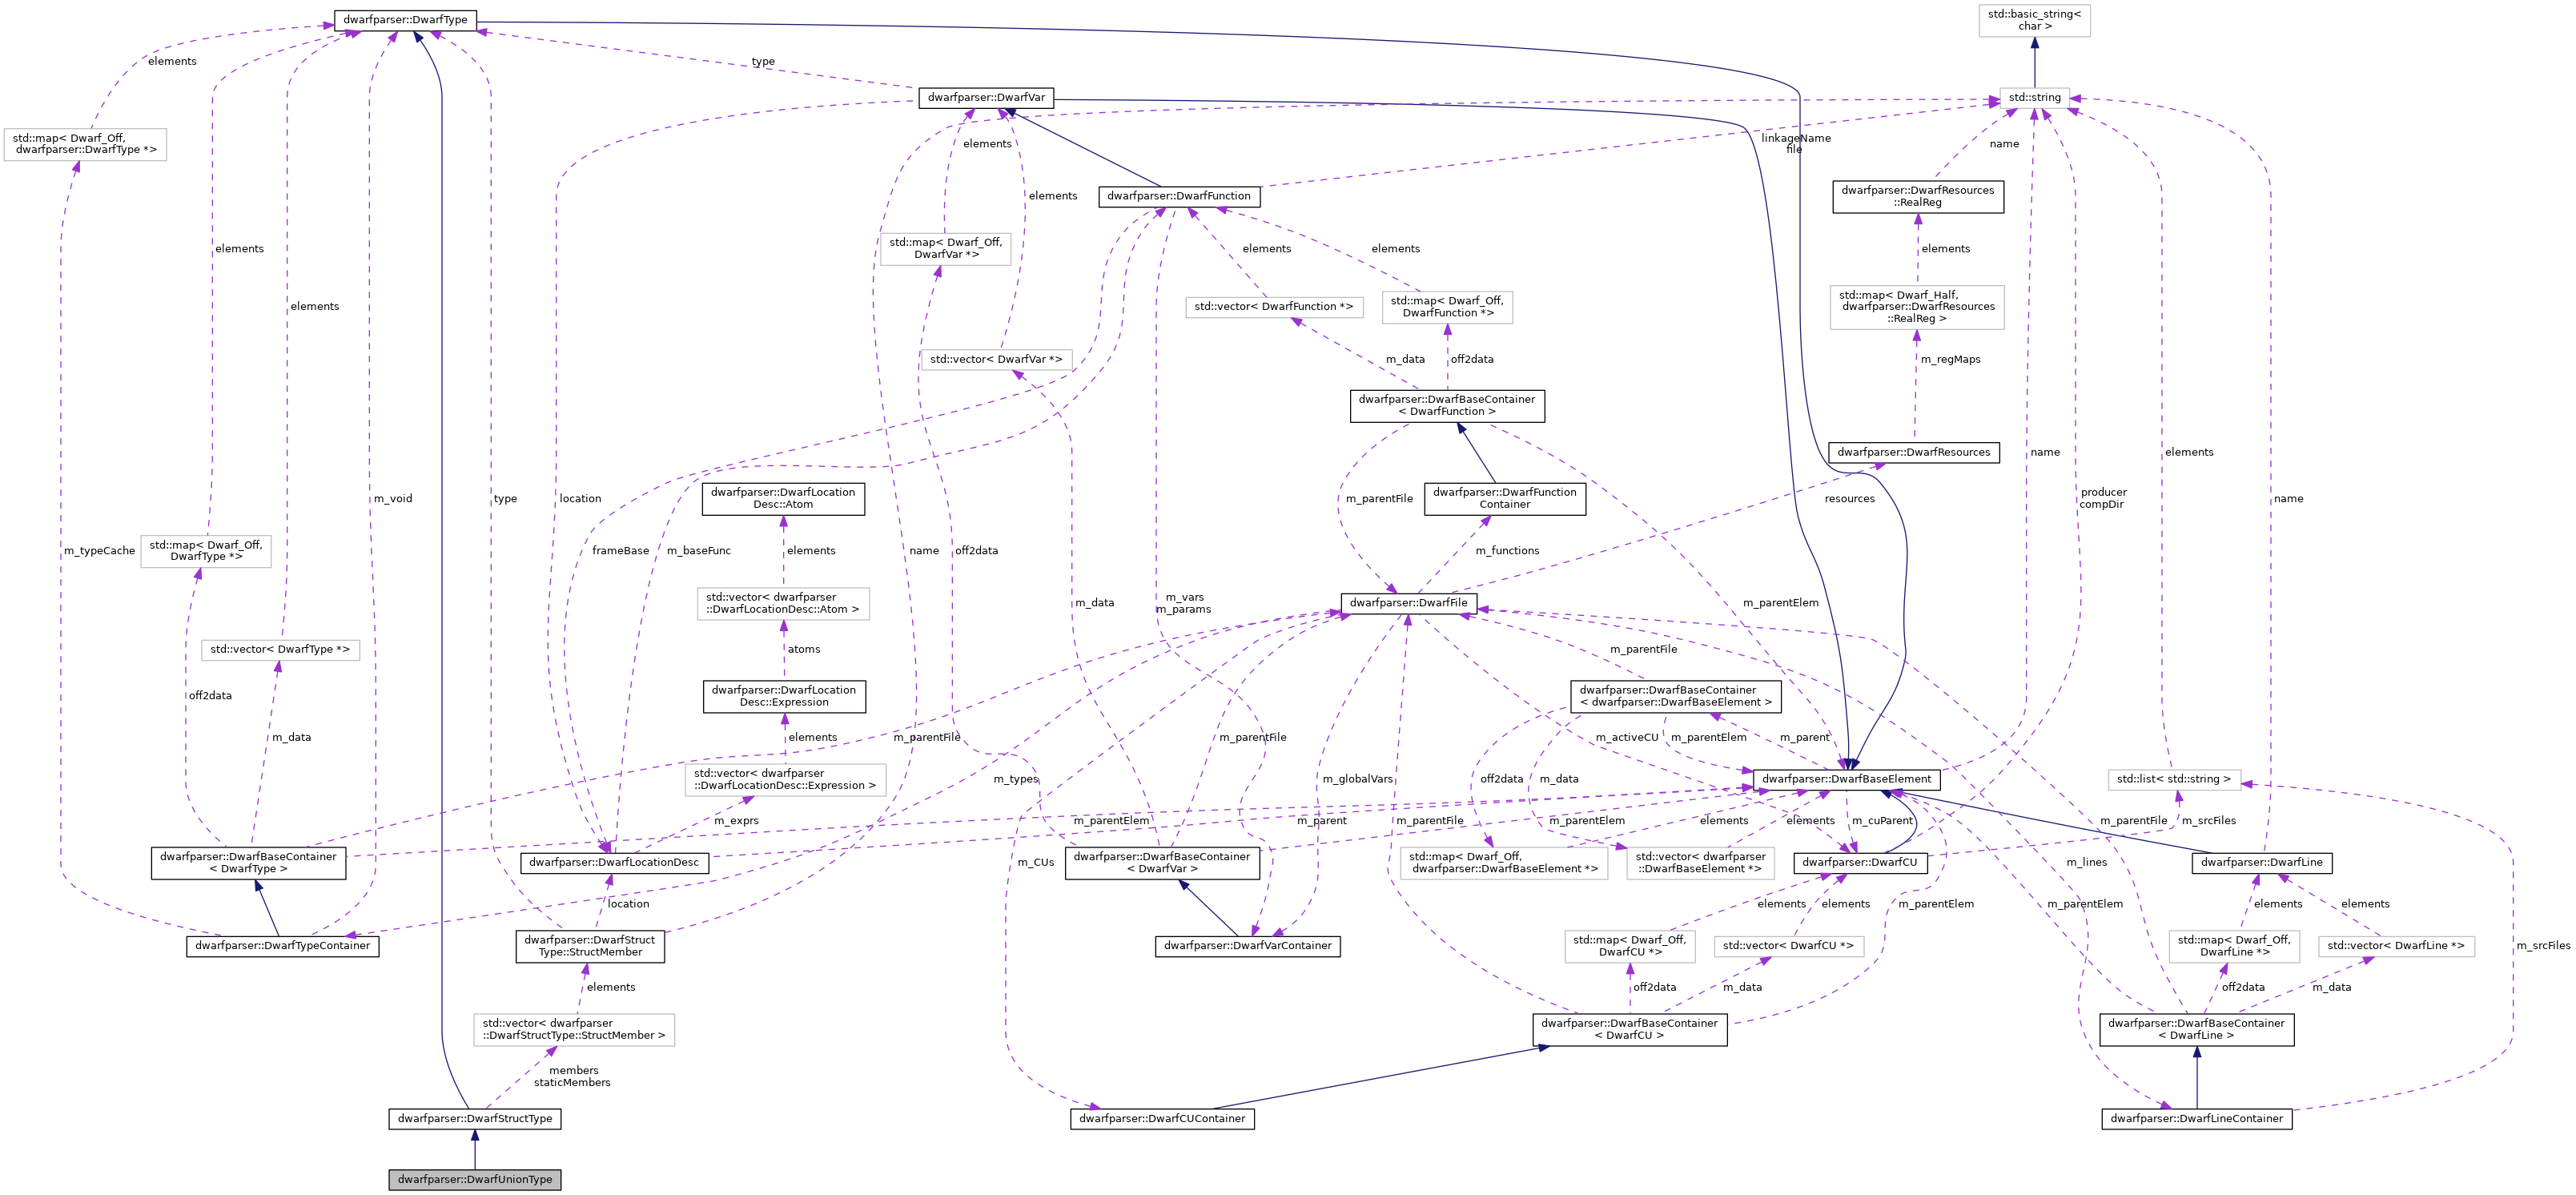 dwarfparser::DwarfType
std::basic_string<
char >
elements
type
dwarfparser::DwarfVar
std::string
std::map< Dwarf_Off,
dwarfparser::DwarfType *>
elements
linkageName
file
name
dwarfparser::DwarfFunction
elements
dwarfparser::DwarfResources
::RealReg
elements
std::map< Dwarf_Off,
DwarfVar *>
elements
elements
elements
std::vector< DwarfFunction *>
std::map< Dwarf_Off,
DwarfFunction *>
std::map< Dwarf_Half,
dwarfparser::DwarfResources
::RealReg >
elements
std::vector< DwarfVar *>
m_data
off2data
m_regMaps
dwarfparser::DwarfBaseContainer
< DwarfFunction >
dwarfparser::DwarfResources
name
elements
m_void
type
location
dwarfparser::DwarfLocation
Desc::Atom
m_parentFile
dwarfparser::DwarfFunction
Container
resources
producer
compDir
name
m_typeCache
std::map< Dwarf_Off,
DwarfType *>
frameBase
m_baseFunc
elements
name
off2data
m_functions
std::vector< dwarfparser
::DwarfLocationDesc::Atom >
m_data
m_vars
m_params
dwarfparser::DwarfFile
m_parentElem
std::vector< DwarfType *>
atoms
m_parentFile
off2data
dwarfparser::DwarfLocation
Desc::Expression
dwarfparser::DwarfBaseContainer
< dwarfparser::DwarfBaseElement >
m_data
elements
m_parentFile
m_parentFile
m_activeCU
m_parentElem
m_parent
m_types
std::vector< dwarfparser
::DwarfLocationDesc::Expression >
m_globalVars
off2data
m_data
dwarfparser::DwarfBaseElement
std::list< std::string >
m_exprs
m_parentElem
m_parent
m_parentFile
m_parentElem
elements
elements
m_cuParent
m_parentFile
m_srcFiles
dwarfparser::DwarfBaseContainer
< DwarfType >
dwarfparser::DwarfLocationDesc
m_CUs
dwarfparser::DwarfBaseContainer
< DwarfVar >
std::map< Dwarf_Off,
dwarfparser::DwarfBaseElement *>
std::vector< dwarfparser
::DwarfBaseElement *>
dwarfparser::DwarfCU
m_lines
dwarfparser::DwarfLine
location
elements
elements
m_parentElem
m_parentElem
elements
elements
dwarfparser::DwarfTypeContainer
dwarfparser::DwarfStruct
Type::StructMember
dwarfparser::DwarfVarContainer
std::map< Dwarf_Off,
DwarfCU *>
std::vector< DwarfCU *>
std::map< Dwarf_Off,
DwarfLine *>
std::vector< DwarfLine *>
m_srcFiles
elements
off2data
m_data
off2data
m_data
std::vector< dwarfparser
::DwarfStructType::StructMember >
dwarfparser::DwarfBaseContainer
< DwarfCU >
dwarfparser::DwarfBaseContainer
< DwarfLine >
members
staticMembers
dwarfparser::DwarfStructType
dwarfparser::DwarfCUContainer
dwarfparser::DwarfLineContainer
dwarfparser::DwarfUnionType